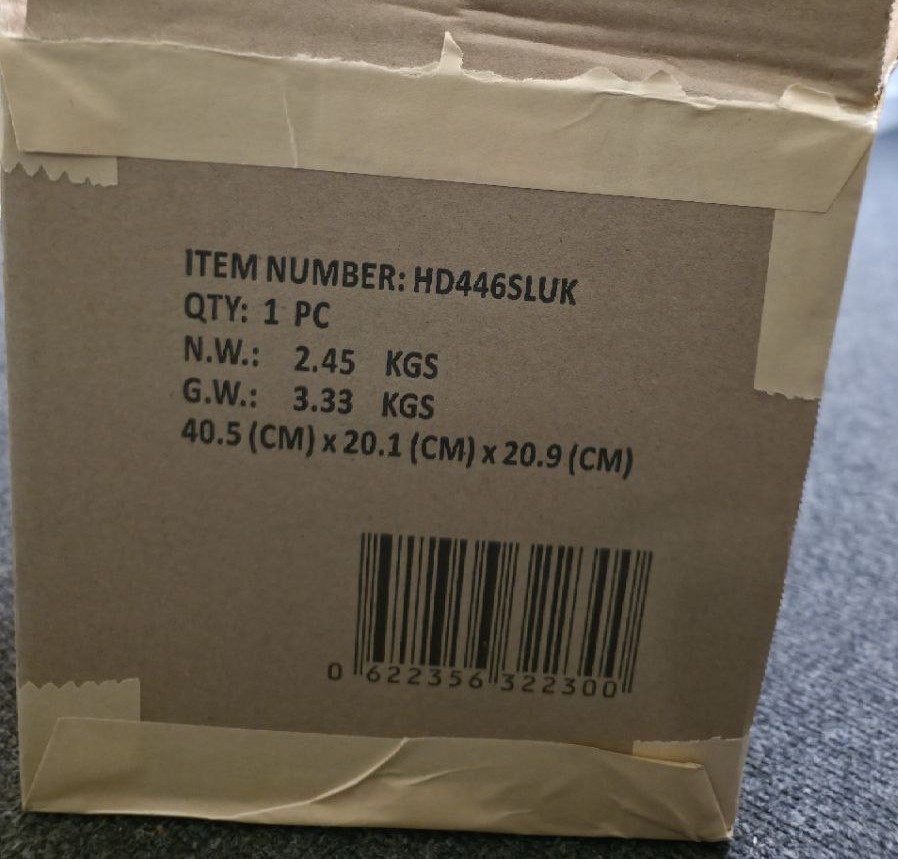 ITEM NUMBER: HD446SLUK
QTY: 1 PC
N.W.: 2.45 KGS
G.W.: 3.33 KGS
40.5 (CM) x 20.1 (CM) x 20.9 (CM)
0 622356 322300